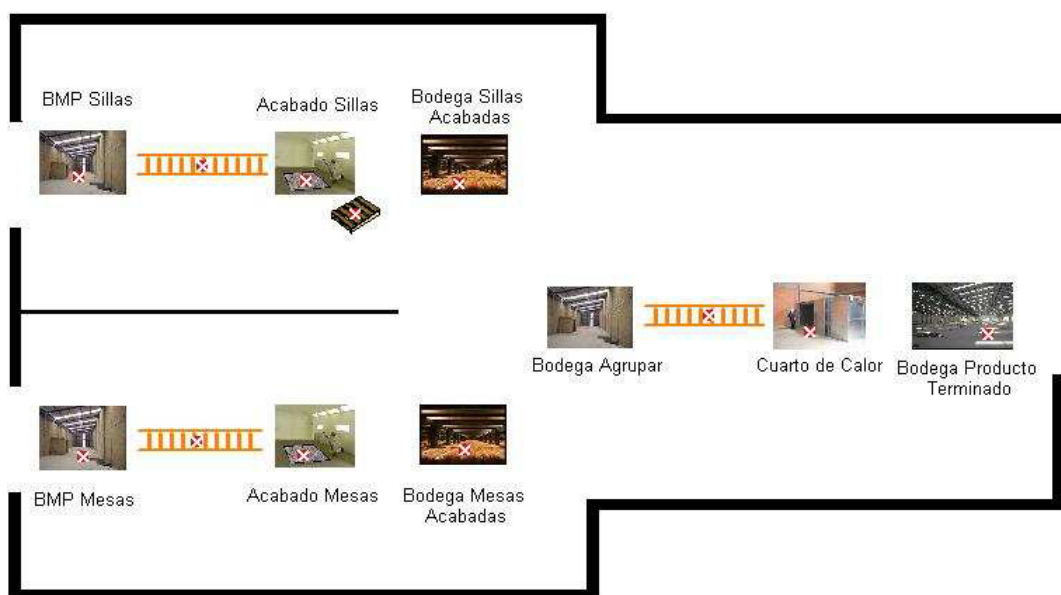 BMP Sillas
Acabado Sillas
Bodega Sillas
Acabadas
Bodega Agrupar
Cuarto de Calor
Bodega Producto
Terminado
BMP Mesas
Acabado Mesas
Bodega Mesas
Acabadas